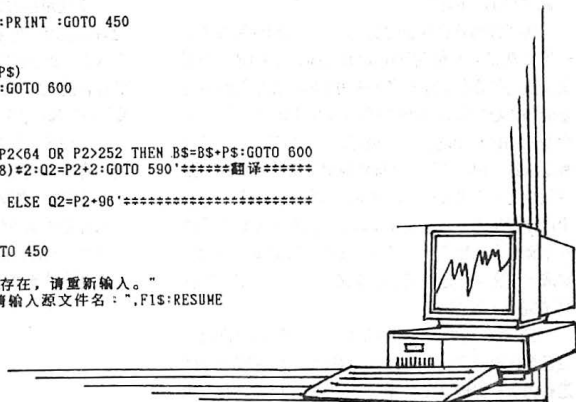 :PRINT :GOTO 450
P$)
:GOTO 600
P2<64 OR P2>252 THEN B$=B$+P$:GOTO 600
8)*2:Q2=P2+2:GOTO 590'******翻译******
ELSE Q2=P2+96'************************
TO 450
存在，请重新输入。"
请输入源文件名：",F1$:RESUME